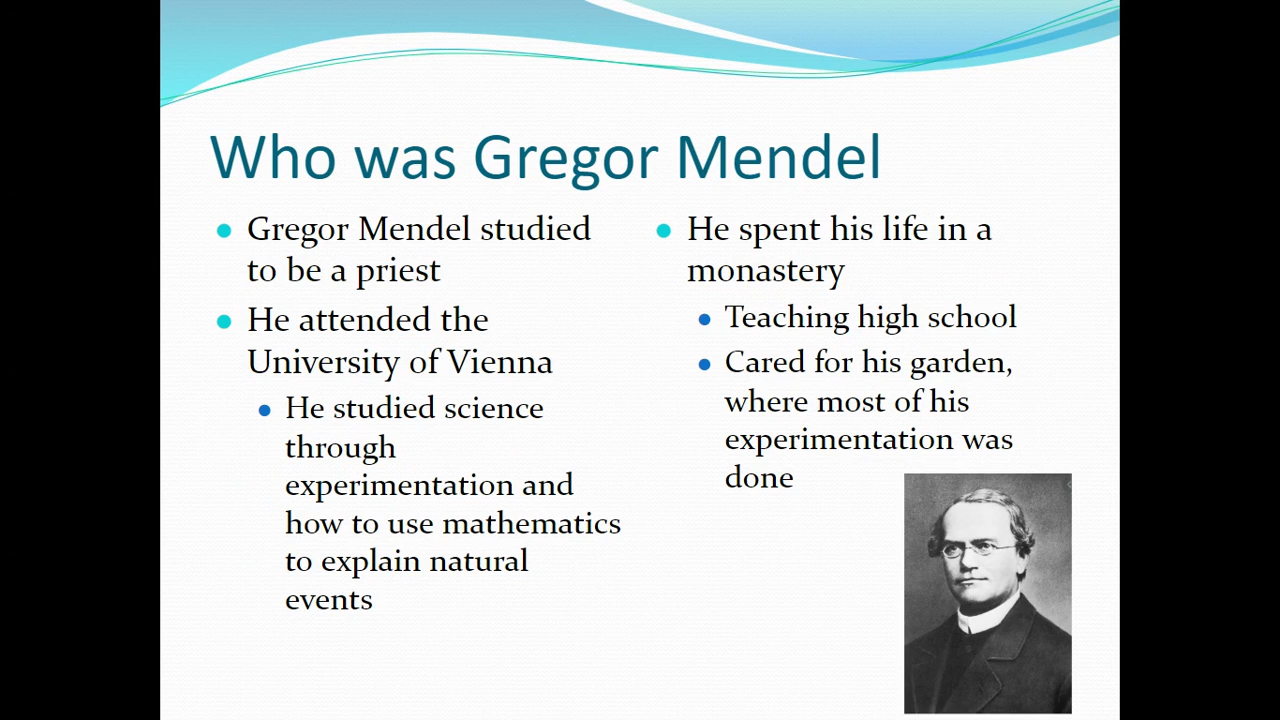 Who was Gregor Mendel
Gregor Mendel studied
to be a priest
He attended the
University of Vienna
He studied science
through
experimentation and
how to use mathematics
to explain natural
events
He spent his life in a
monastery
Teaching high school
Cared for his garden,
where most of his
experimentation was
done